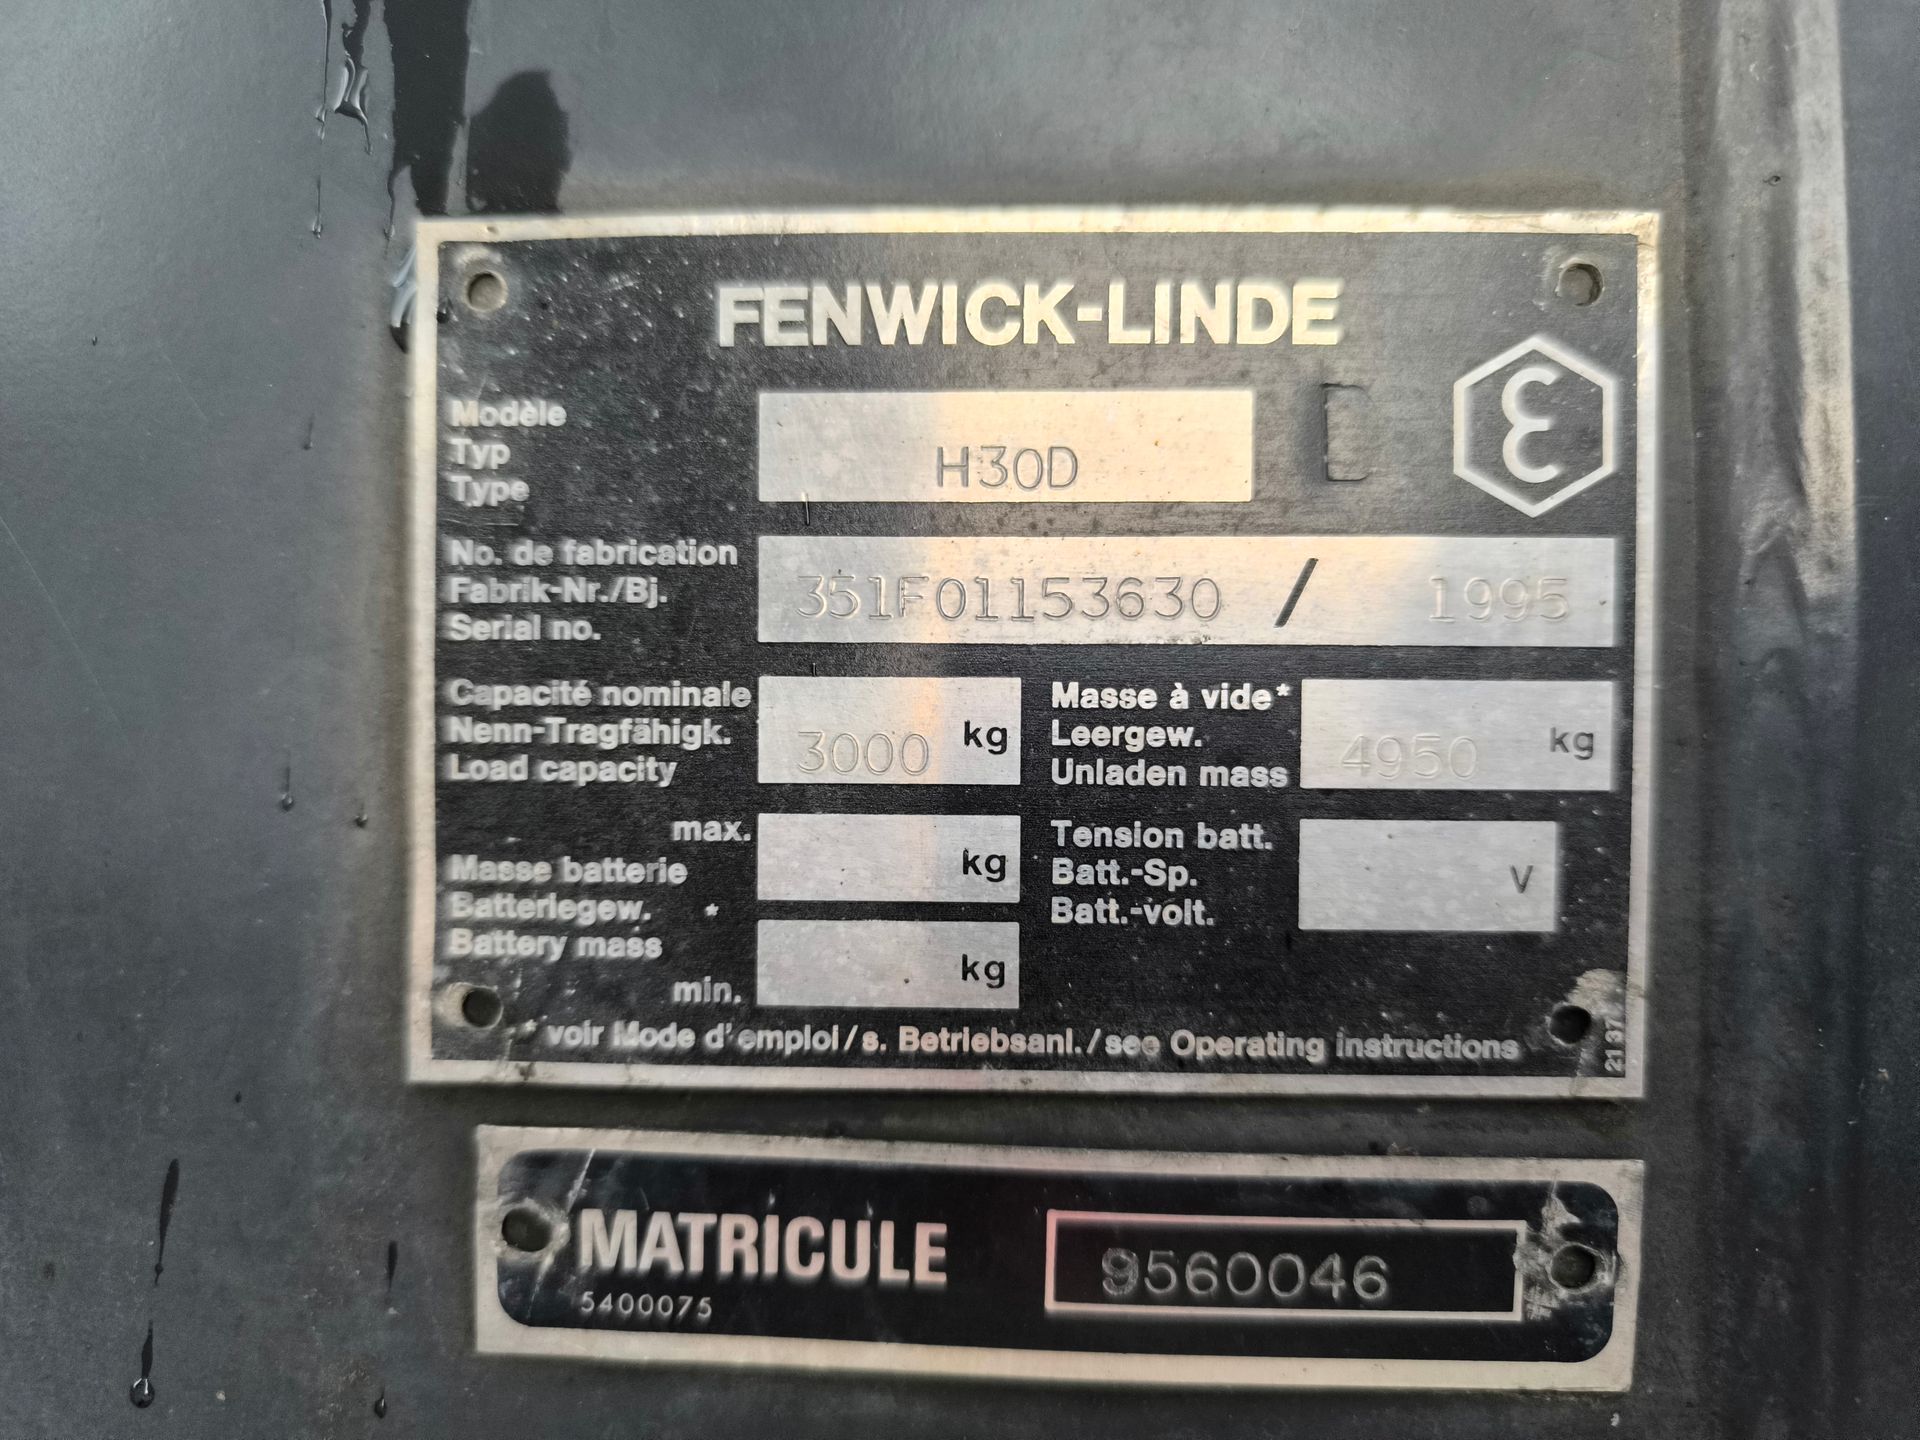 FENWICK-LINDE
Modèle
Typ
Type
H30D
D
No. de fabrication
Fabrik-Nr./Bj.
Serial no.
351F01153630 / 1995
Capacité nominale
Nenn-Tragfähigk.
Load capacity
3000 kg
Masse à vide*
Leergew.
Unladen mass
4950 kg
max.
Masse batterie
Batteriegew. *
Battery mass
min.
kg
kg
Tension batt.
Batt.-Sp.
Batt.-volt.
V
* voir Mode d'emploi/s. Betriebsanl./see Operating instructions
21 37
MATRICULE
5400075
9560046